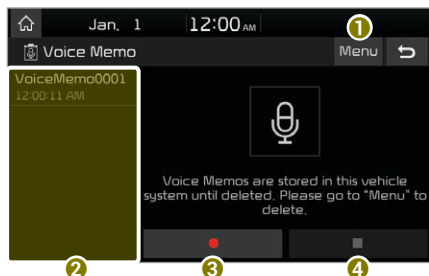 Jan. 1 12:00 AM
1
Voice Memo Menu
VoiceMemo0001
12:00:11 AM
Voice Memos are stored in this vehicle
system until deleted. Please go to “Menu” to
delete.
2 3 4